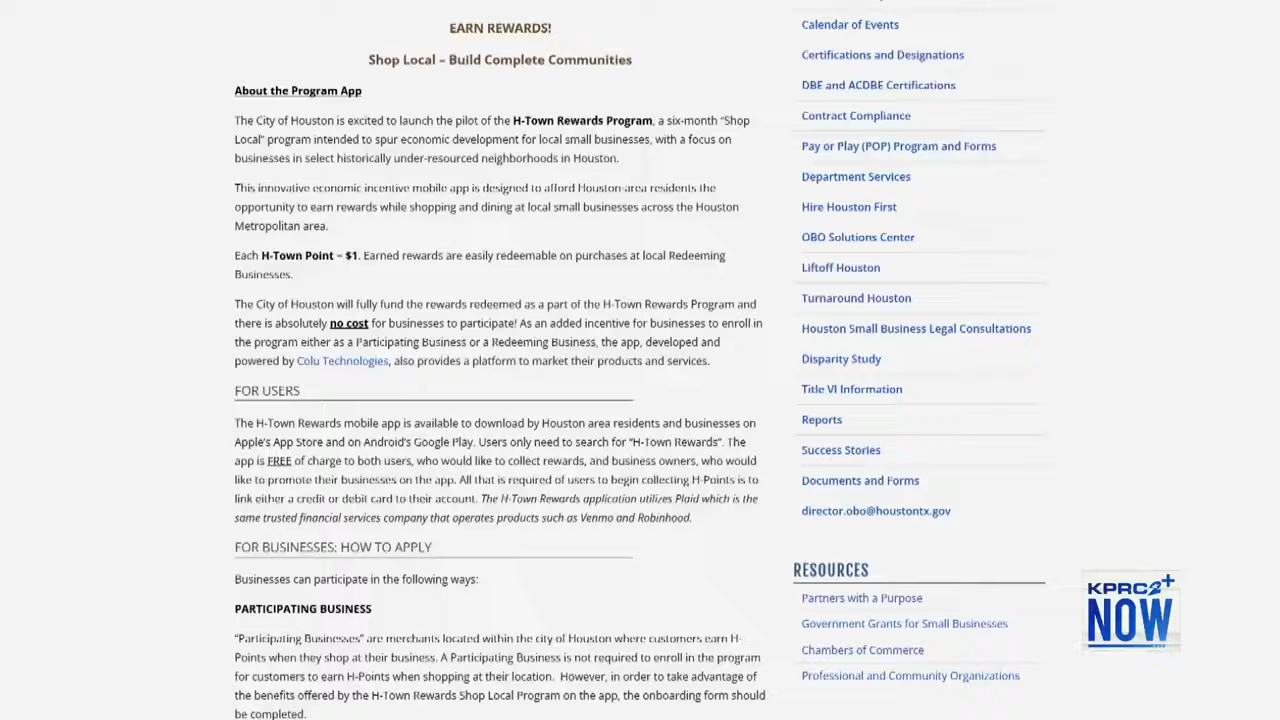 EARN REWARDS!
Shop Local – Build Complete Communities
About the Program App
The City of Houston is excited to launch the pilot of the H-Town Rewards Program, a six-month “Shop
Local” program intended to spur economic development for local small businesses, with a focus on
businesses in select historically under-resourced neighborhoods in Houston.
This innovative economic incentive mobile app is designed to afford Houston-area residents the
opportunity to earn rewards while shopping and dining at local small businesses across the Houston
Metropolitan area.
Each H-Town Point = $1. Earned rewards are easily redeemable on purchases at local Redeeming
Businesses.
The City of Houston will fully fund the rewards redeemed as a part of the H-Town Rewards Program and
there is absolutely no cost for businesses to participate! As an added incentive for businesses to enroll in
the program either as a Participating Business or a Redeeming Business, the app, developed and
powered by Colu Technologies, also provides a platform to market their products and services.
FOR USERS
The H-Town Rewards mobile app is available to download by Houston area residents and businesses on
Apple's App Store and on Android's Google Play. Users only need to search for “H-Town Rewards”. The
app is FREE of charge to both users, who would like to collect rewards, and business owners, who would
like to promote their businesses on the app. All that is required of users to begin collecting H-Points is to
link either a credit or debit card to their account. The H-Town Rewards application utilizes Plaid which is the
same trusted financial services company that operates products such as Venmo and Robinhood.
FOR BUSINESSES: HOW TO APPLY
Businesses can participate in the following ways:
PARTICIPATING BUSINESS
“Participating Businesses” are merchants located within the city of Houston where customers earn H-
Points when they shop at their business. A Participating Business is not required to enroll in the program
for customers to earn H-Points when shopping at their location. However, in order to take advantage of
the benefits offered by the H-Town Rewards Shop Local Program on the app, the onboarding form should
be completed.
Calendar of Events
Certifications and Designations
DBE and ACDBE Certifications
Contract Compliance
Pay or Play (POP) Program and Forms
Department Services
Hire Houston First
OBO Solutions Center
Liftoff Houston
Turnaround Houston
Houston Small Business Legal Consultations
Disparity Study
Title VI Information
Reports
Success Stories
Documents and Forms
director.obo@houstontx.gov
RESOURCES
Partners with a Purpose
Government Grants for Small Businesses
Chambers of Commerce
Professional and Community Organizations
KPRC2+
NOW